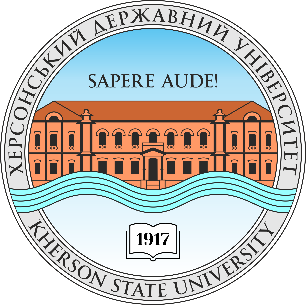 ХЕРСОНСЬКИЙ ДЕРЖАВНИЙ УНІВЕРСИТЕТ
SAPERE AUDE!
1917
KHERSON STATE UNIVERSITY